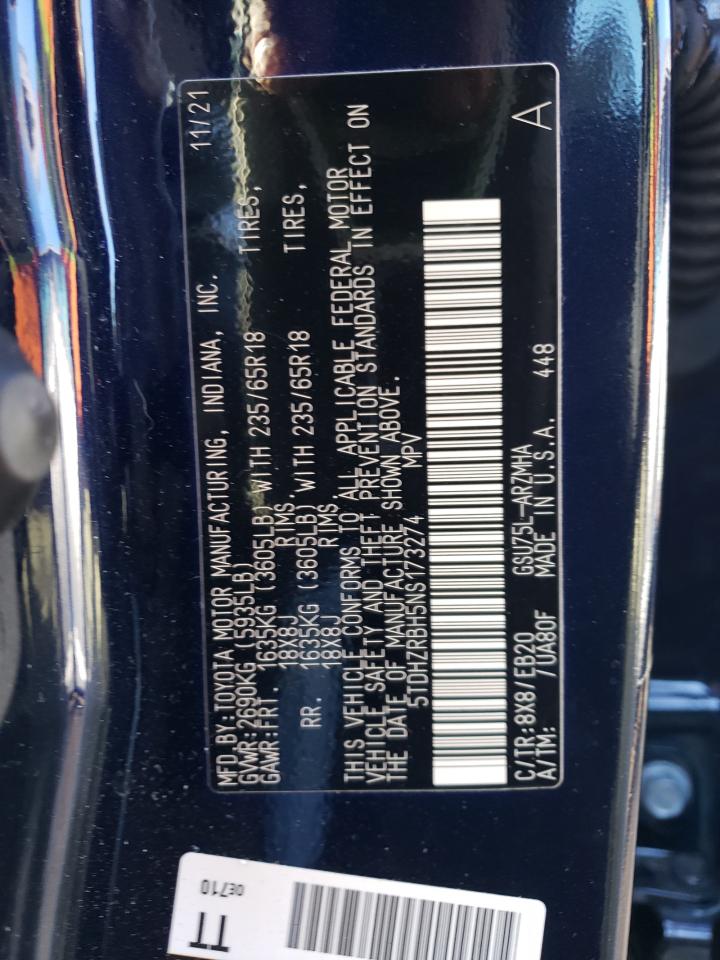 MFD.BY:TOYOTA MOTOR MANUFACTURING, INDIANA, INC. 11/21
GVWR:2690KG (5935LB)
GAWR:FRT. 1635KG (3605LB) WITH 235/65R18 TIRES,
18X8J RIMS,
RR. 1635KG (3605LB) WITH 235/65R18 TIRES,
18X8J RIMS.
THIS VEHICLE CONFORMS TO ALL APPLICABLE FEDERAL MOTOR
VEHICLE SAFETY AND THEFT PREVENTION STANDARDS IN EFFECT ON
THE DATE OF MANUFACTURE SHOWN ABOVE.
5TDHZRBH5NS173274 MPV
C/TR:8X8/EB20 GSU75L-ARZMHA A
A/TM: /UA80F MADE IN U.S.A. 448
TT
0E710